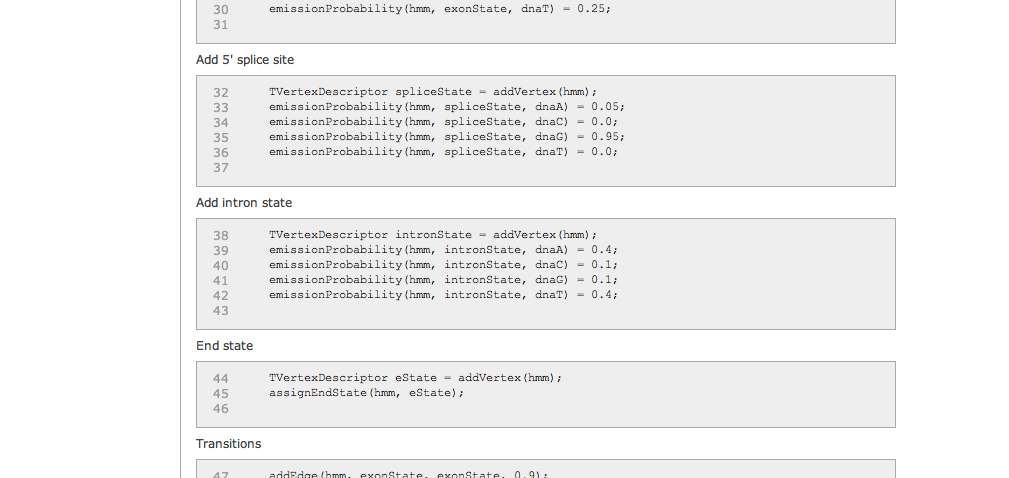 30 emissionProbability(hmm, exonState, dnaT) = 0.25;
31
Add 5' splice site
32 TVertexDescriptor spliceState = addVertex(hmm);
33 emissionProbability(hmm, spliceState, dnaA) = 0.05;
34 emissionProbability(hmm, spliceState, dnaC) = 0.0;
35 emissionProbability(hmm, spliceState, dnaG) = 0.95;
36 emissionProbability(hmm, spliceState, dnaT) = 0.0;
37
Add intron state
38 TVertexDescriptor intronState = addVertex(hmm);
39 emissionProbability(hmm, intronState, dnaA) = 0.4;
40 emissionProbability(hmm, intronState, dnaC) = 0.1;
41 emissionProbability(hmm, intronState, dnaG) = 0.1;
42 emissionProbability(hmm, intronState, dnaT) = 0.4;
43
End state
44 TVertexDescriptor eState = addVertex(hmm);
45 assignEndState(hmm, eState);
46
Transitions
47 addEdge(hmm, exonState, exonState, 0.9);